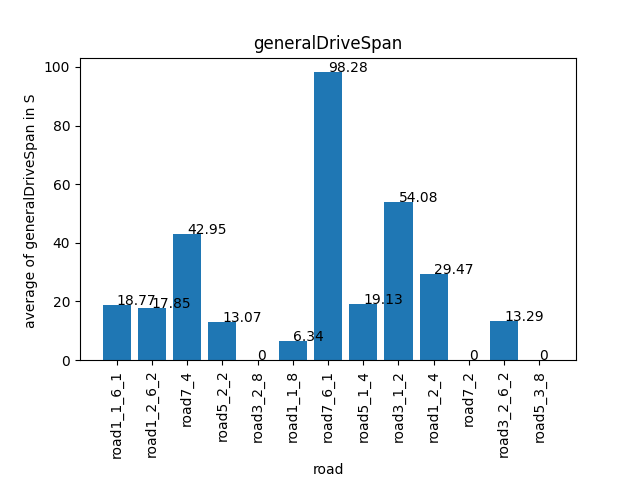 generalDriveSpan
average of generalDriveSpan in S
100
80
60
40
20
0
18.77
17.85
42.95
13.07
0
6.34
98.28
19.13
54.08
29.47
0
13.29
0
road1_1_6_1
road1_2_6_2
road7_4
road5_2_2
road3_2_8
road1_1_8
road7_6_1
road5_1_4
road3_1_2
road1_2_4
road7_2
road3_2_6_2
road5_3_8
road